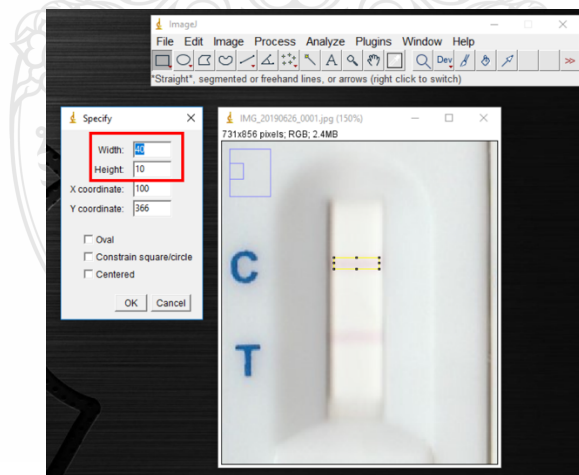 ImageJ
File Edit Image Process Analyze Plugins Window Help
A Dev >>
*Straight*, segmented or freehand lines, or arrows (right click to switch)
Specify
Width: 40
Height: 10
X coordinate: 100
Y coordinate: 366
Oval
Constrain square/circle
Centered
OK Cancel
IMG_20190626_0001.jpg (150%)
731x856 pixels; RGB; 2.4MB
C
T